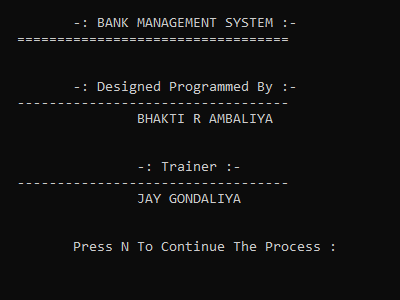 -: BANK MANAGEMENT SYSTEM :-
==================================
-: Designed Programmed By :-
----------------------------------
BHAKTI R AMBALIYA
-: Trainer :-
----------------------------------
JAY GONDALIYA
Press N To Continue The Process :